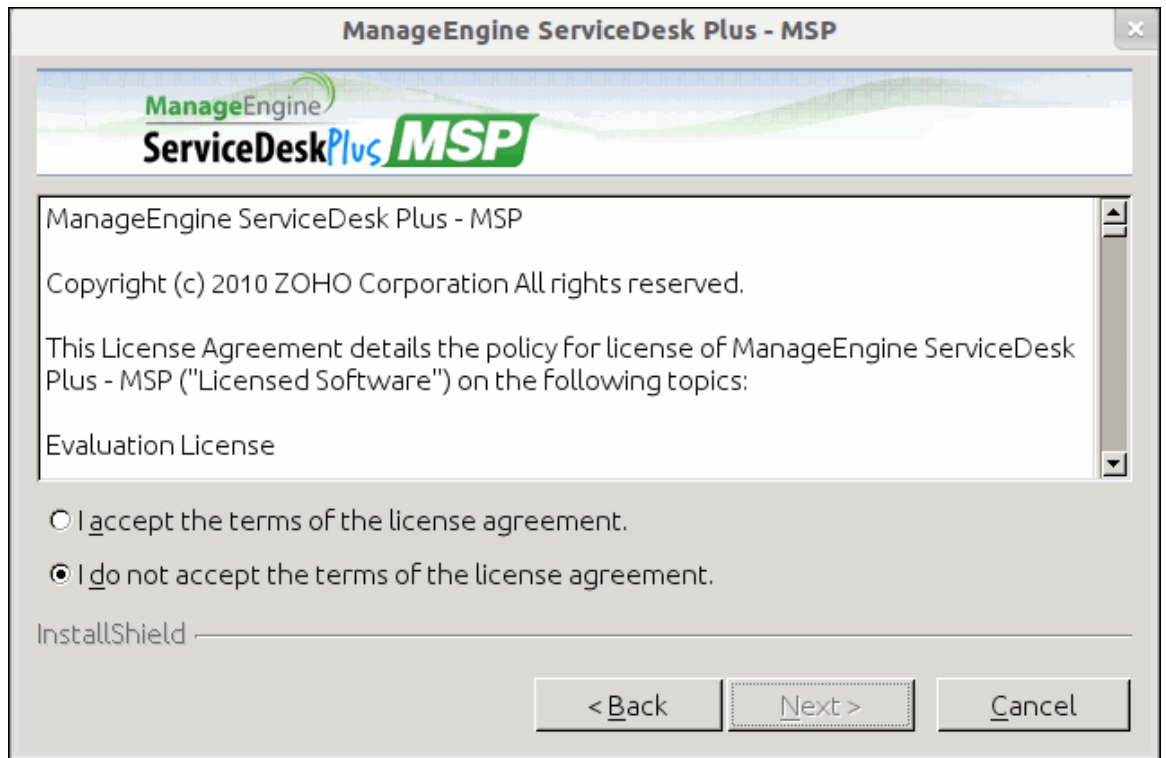 ManageEngine ServiceDesk Plus - MSP
ManageEngine
ServiceDesk Plus MSP
ManageEngine ServiceDesk Plus - MSP
Copyright (c) 2010 ZOHO Corporation All rights reserved.
This License Agreement details the policy for license of ManageEngine ServiceDesk
Plus - MSP ("Licensed Software") on the following topics:
Evaluation License
I accept the terms of the license agreement.
I do not accept the terms of the license agreement.
InstallShield
< Back Next > Cancel